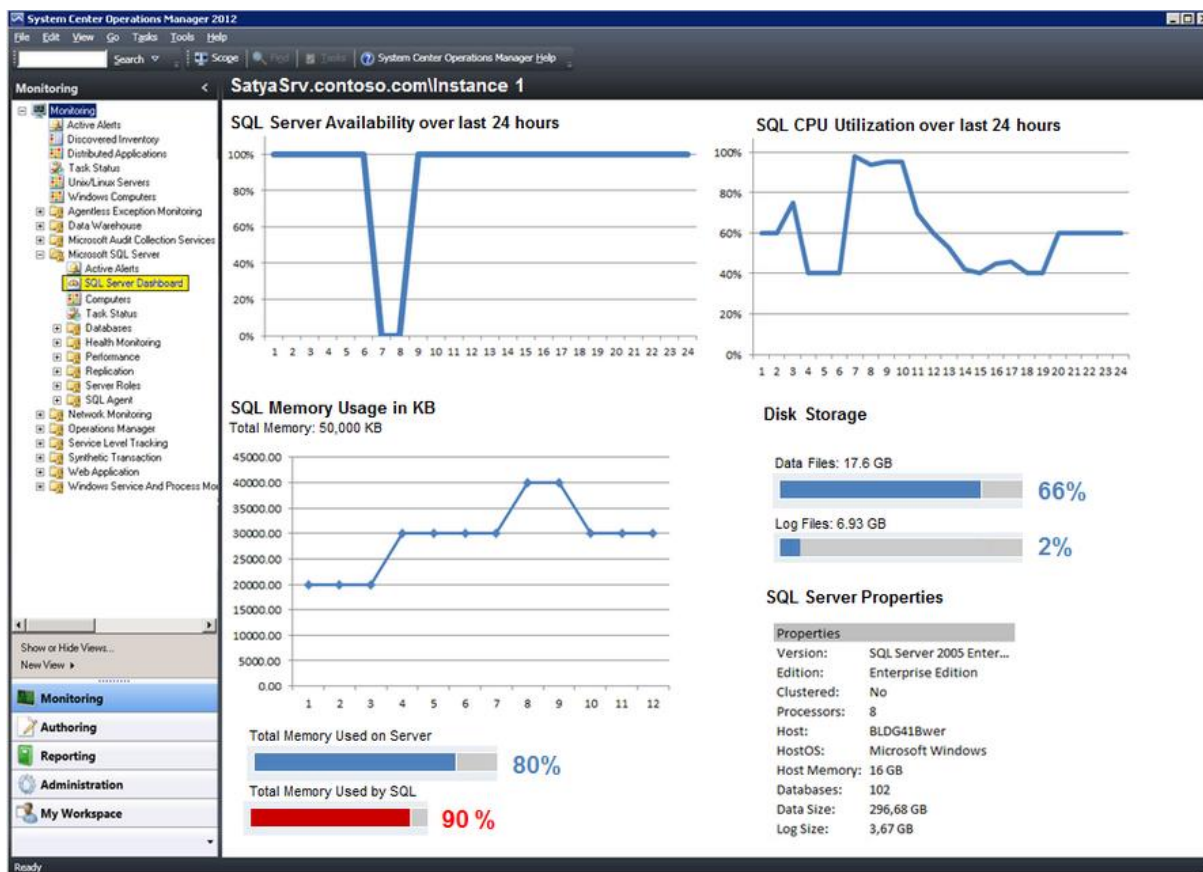 System Center Operations Manager 2012
File Edit View Go Tasks Tools Help
Search Scope Find Tasks System Center Operations Manager Help
Monitoring <
Monitoring
Active Alerts
Discovered Inventory
Distributed Applications
Task Status
Unix/Linux Servers
Windows Computers
Agentless Exception Monitoring
Data Warehouse
Microsoft Audit Collection Services
Microsoft SQL Server
Active Alerts
SQL Server Dashboard
Computers
Task Status
Databases
Health Monitoring
Performance
Replication
Server Roles
SQL Agent
Network Monitoring
Operations Manager
Service Level Tracking
Synthetic Transaction
Web Application
Windows Service And Process Mo
Show or Hide Views...
New View
Monitoring
Authoring
Reporting
Administration
My Workspace
Ready
SatyaSrv.contoso.com\Instance 1
SQL Server Availability over last 24 hours
100%
80%
60%
40%
20%
0%
1 2 3 4 5 6 7 8 9 10 11 12 13 14 15 16 17 18 19 20 21 22 23 24
SQL CPU Utilization over last 24 hours
100%
80%
60%
40%
20%
0%
1 2 3 4 5 6 7 8 9 10 11 12 13 14 15 16 17 18 19 20 21 22 23 24
SQL Memory Usage in KB
Total Memory: 50,000 KB
45000.00
40000.00
35000.00
30000.00
25000.00
20000.00
15000.00
10000.00
5000.00
0.00
1 2 3 4 5 6 7 8 9 10 11 12
Total Memory Used on Server
80%
Total Memory Used by SQL
90 %
Disk Storage
Data Files: 17.6 GB
66%
Log Files: 6.93 GB
2%
SQL Server Properties
Properties
Version: SQL Server 2005 Enter...
Edition: Enterprise Edition
Clustered: No
Processors: 8
Host: BLDG41Bwer
HostOS: Microsoft Windows
Host Memory: 16 GB
Databases: 102
Data Size: 296,68 GB
Log Size: 3,67 GB